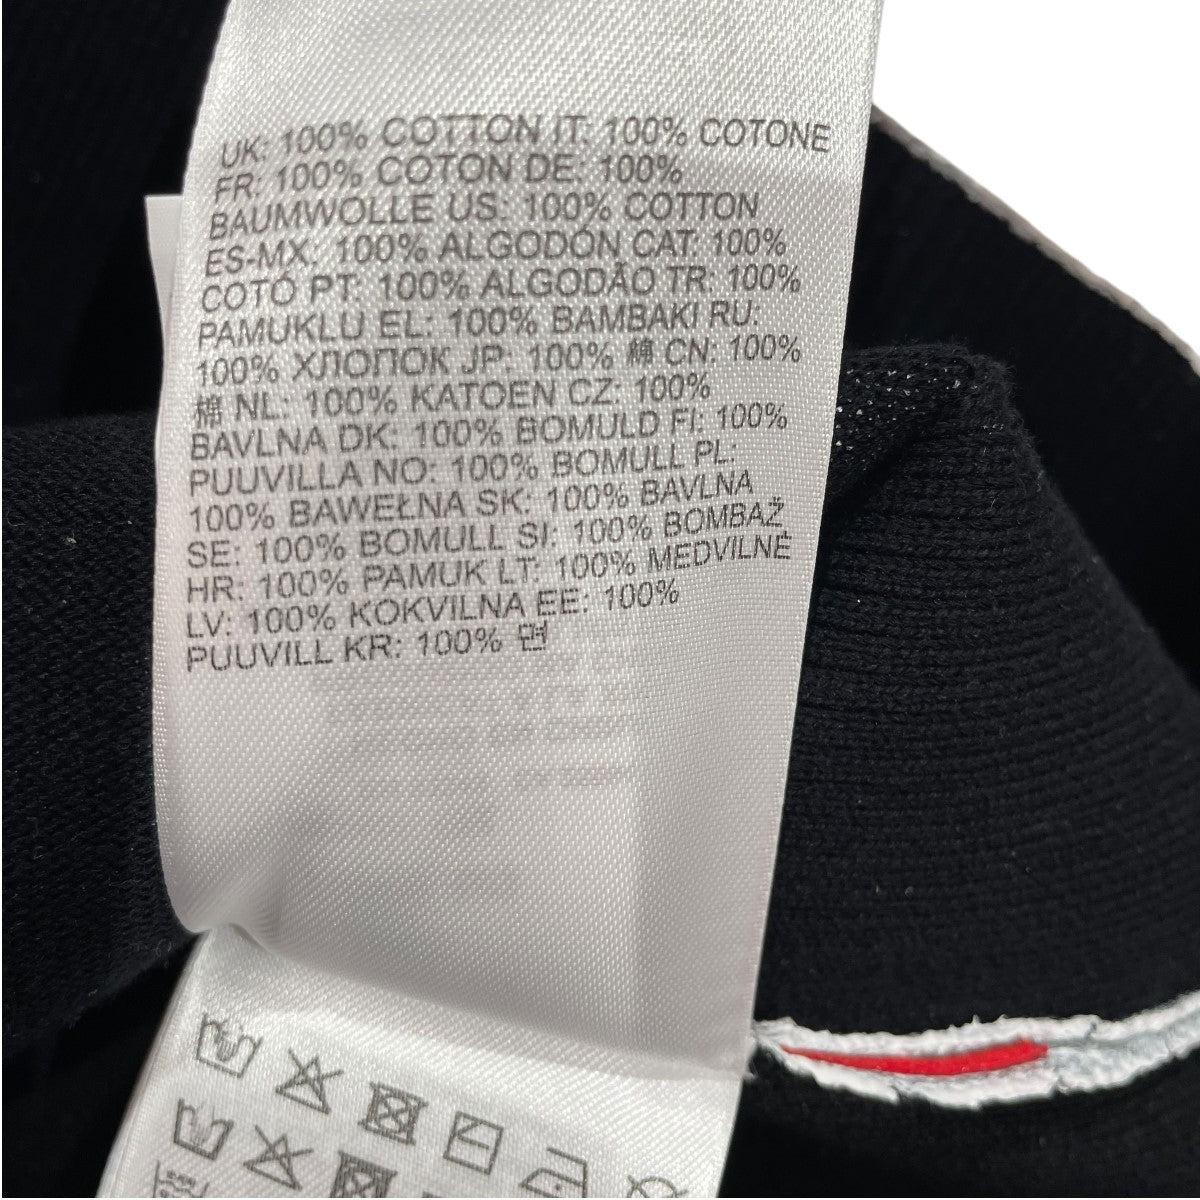 UK: 100% COTTON IT: 100% COTONE
FR: 100% COTON DE: 100%
BAUMWOLLE US: 100% COTTON
ES-MX: 100% ALGODÓN CAT: 100%
COTÓ PT: 100% ALGODÃO TR: 100%
PAMUKLU EL: 100% BAMBAKI RU:
100% ХЛОПОК JP: 100% 綿 CN: 100%
棉 NL: 100% KATOEN CZ: 100%
BAVLNA DK: 100% BOMULD FI: 100%
PUUVILLA NO: 100% BOMULL PL:
100% BAWEŁNA SK: 100% BAVLNA
SE: 100% BOMULL SI: 100% BOMBAŽ
HR: 100% PAMUK LT: 100% MEDVILNĖ
LV: 100% KOKVILNA EE: 100%
PUUVILL KR: 100% 면